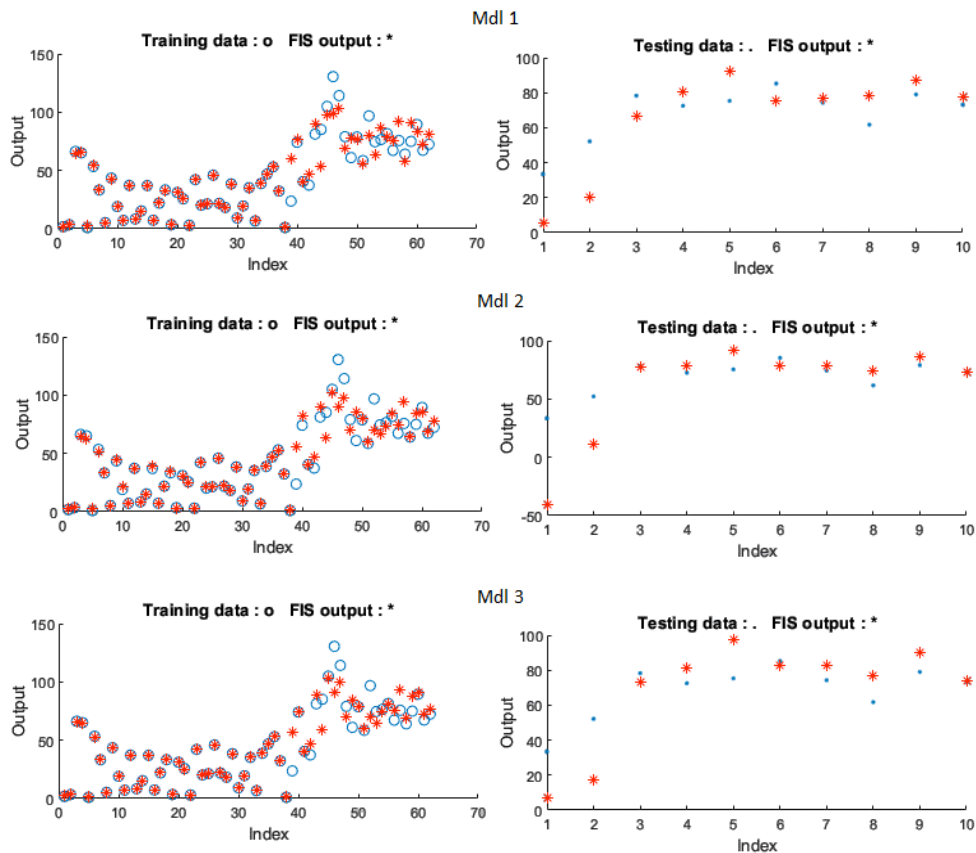 Mdl 1
Training data : o FIS output : *
150
100
50
0
Output
0 10 20 30 40 50 60 70
Index
Testing data : . FIS output : *
100
80
60
40
20
0
Output
1 2 3 4 5 6 7 8 9 10
Index
Mdl 2
Training data : o FIS output : *
150
100
50
0
Output
0 10 20 30 40 50 60 70
Index
Testing data : . FIS output : *
100
50
0
-50
Output
1 2 3 4 5 6 7 8 9 10
Index
Mdl 3
Training data : o FIS output : *
150
100
50
0
Output
0 10 20 30 40 50 60 70
Index
Testing data : . FIS output : *
100
80
60
40
20
0
Output
1 2 3 4 5 6 7 8 9 10
Index